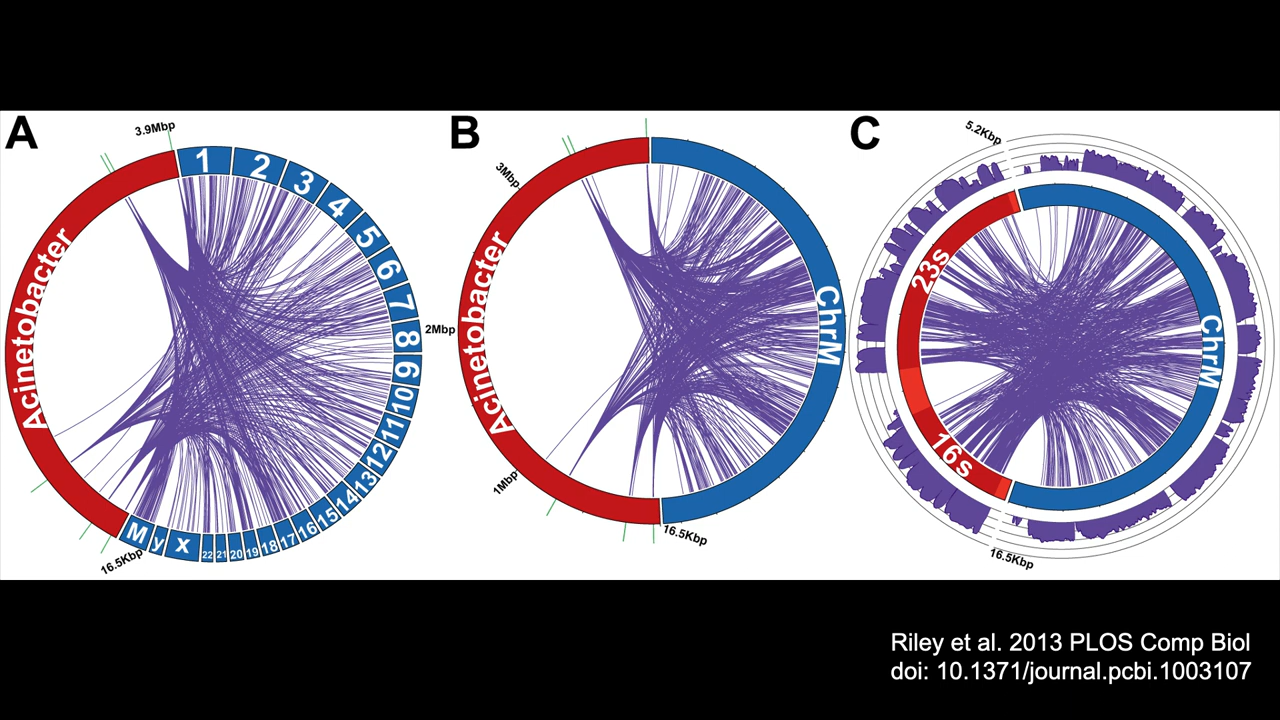 A
3.9Mbp
Acinetobacter
1
2
3
4
5
6
7
8
9
10
11
12
13
14
15
16
17
18
19
20
21
22
X
y
M
16.5Kbp
B
3Mbp
2Mbp
1Mbp
Acinetobacter
ChrM
16.5Kbp
C
5.2Kbp
23s
16s
ChrM
16.5Kbp
Riley et al. 2013 PLOS Comp Biol
doi: 10.1371/journal.pcbi.1003107